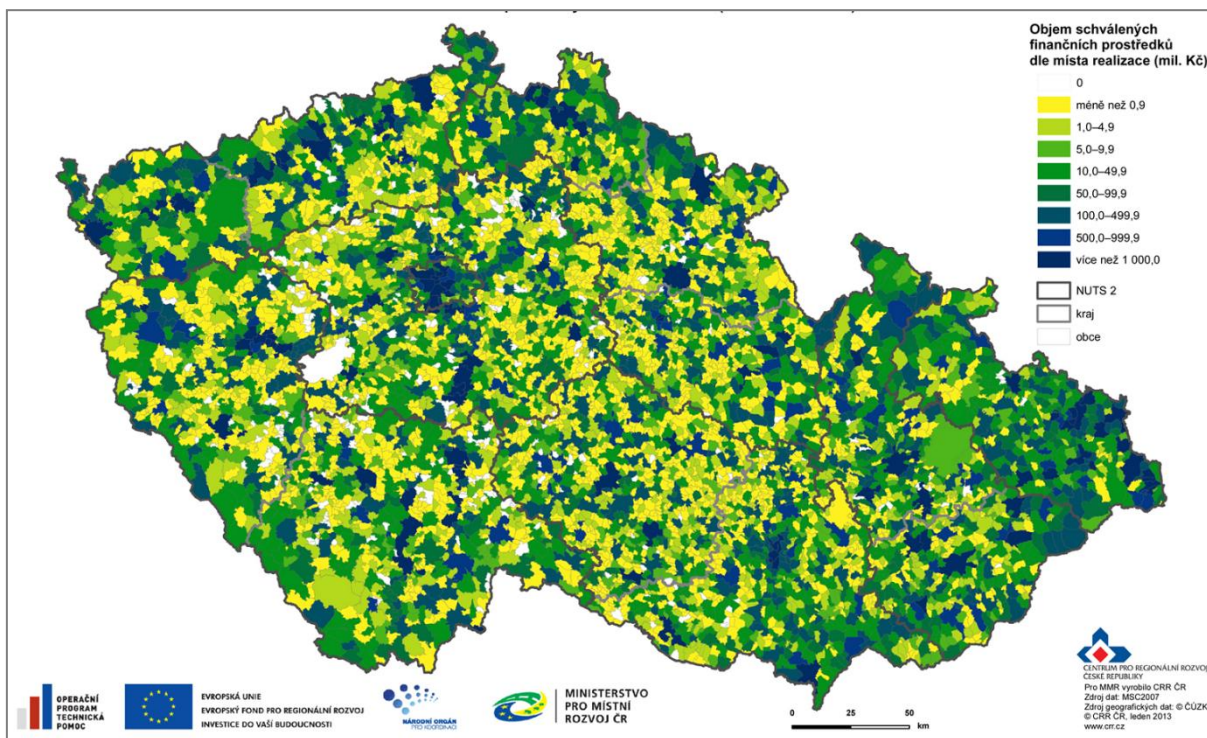 Objem schválených
finančních prostředků
dle místa realizace (mil. Kč)
0
méně než 0,9
1,0–4,9
5,0–9,9
10,0–49,9
50,0–99,9
100,0–499,9
500,0–999,9
více než 1 000,0
NUTS 2
kraj
obce
OPERAČNÍ
PROGRAM
TECHNICKÁ
POMOC
EVROPSKÁ UNIE
EVROPSKÝ FOND PRO REGIONÁLNÍ ROZVOJ
INVESTICE DO VAŠÍ BUDOUCNOSTI
NÁRODNÍ ORGÁN
PRO KOORDINACI
MINISTERSTVO
PRO MÍSTNÍ
ROZVOJ ČR
0 25 50
km
CENTRUM PRO REGIONÁLNÍ ROZVOJ
ČESKÉ REPUBLIKY
Pro MMR vyrobilo CRR ČR
Zdroj dat: MSC2007
Zdroj geografických dat: © ČÚZK
© CRR ČR, leden 2013
www.crr.cz